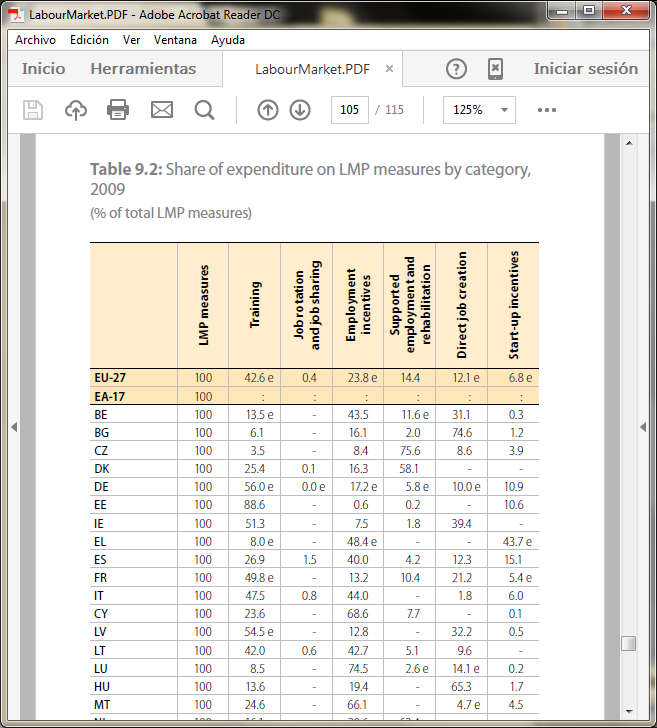 LabourMarket.PDF - Adobe Acrobat Reader DC
Archivo Edición Ver Ventana Ayuda
Inicio Herramientas LabourMarket.PDF × ? Iniciar sesión
105 / 115 125%
Table 9.2: Share of expenditure on LMP measures by category,
2009
(% of total LMP measures)
LMP measures
Training
Job rotation
and job sharing
Employment
incentives
Supported
employment and
rehabilitation
Direct job creation
Start-up incentives
EU-27 100 42.6 e 0.4 23.8 e 14.4 12.1 e 6.8 e
EA-17 100 : : : : : :
BE 100 13.5 e - 43.5 11.6 e 31.1 0.3
BG 100 6.1 - 16.1 2.0 74.6 1.2
CZ 100 3.5 - 8.4 75.6 8.6 3.9
DK 100 25.4 0.1 16.3 58.1 - -
DE 100 56.0 e 0.0 e 17.2 e 5.8 e 10.0 e 10.9
EE 100 88.6 - 0.6 0.2 - 10.6
IE 100 51.3 - 7.5 1.8 39.4 -
EL 100 8.0 e - 48.4 e - - 43.7 e
ES 100 26.9 1.5 40.0 4.2 12.3 15.1
FR 100 49.8 e - 13.2 10.4 21.2 5.4 e
IT 100 47.5 0.8 44.0 - 1.8 6.0
CY 100 23.6 - 68.6 7.7 - 0.1
LV 100 54.5 e - 12.8 - 32.2 0.5
LT 100 42.0 0.6 42.7 5.1 9.6 -
LU 100 8.5 - 74.5 2.6 e 14.1 e 0.2
HU 100 13.6 - 19.4 - 65.3 1.7
MT 100 24.6 - 66.1 - 4.7 e 4.5